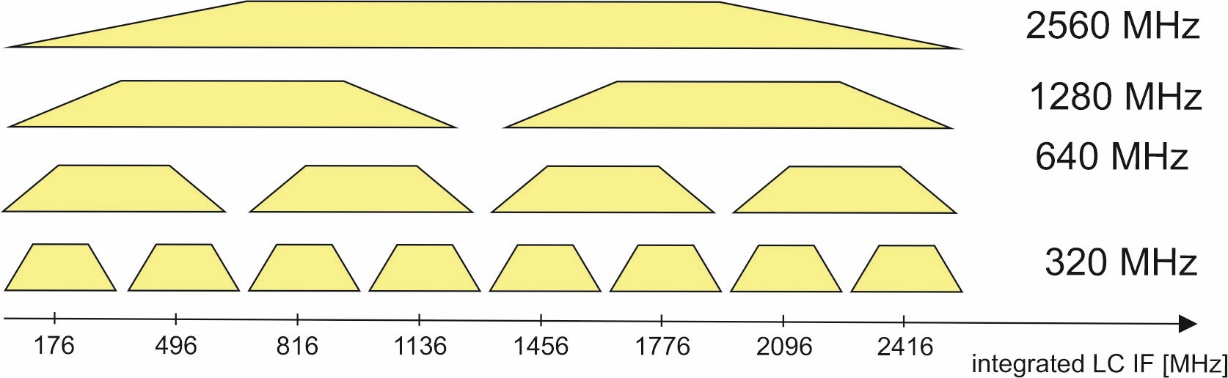 2560 MHz
1280 MHz
640 MHz
320 MHz
176 496 816 1136 1456 1776 2096 2416
integrated LC IF [MHz]